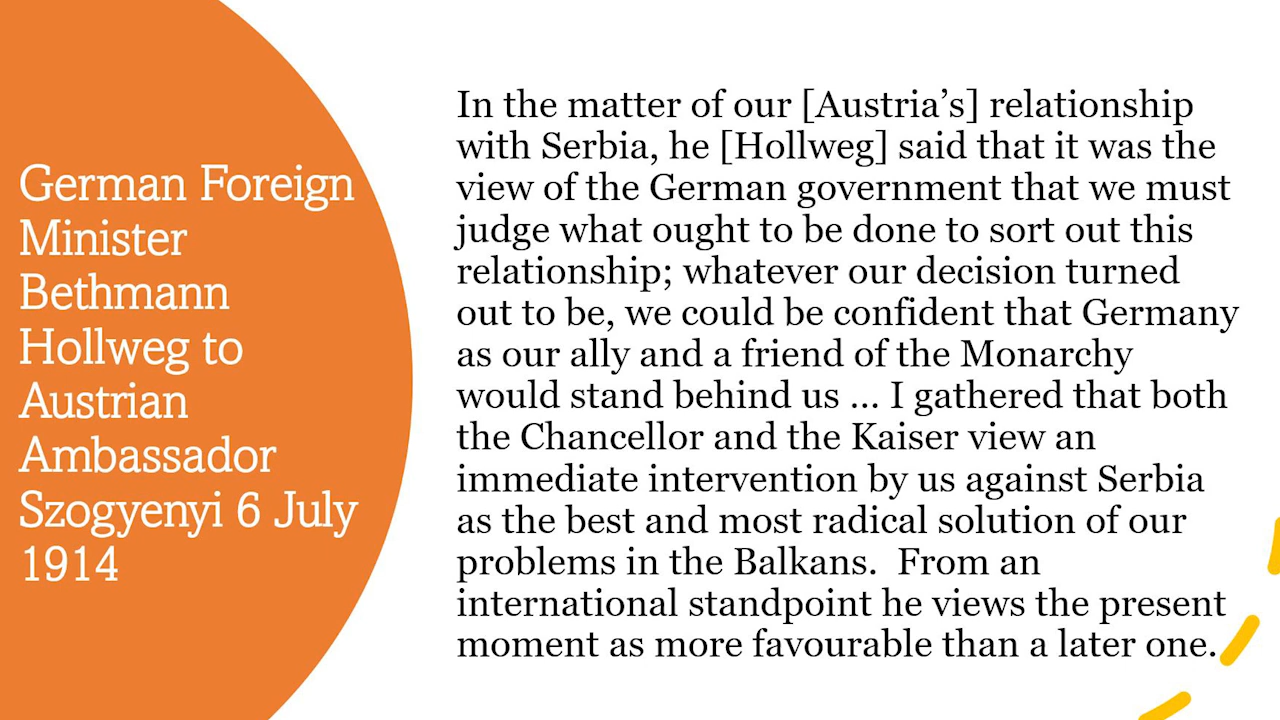 German Foreign
Minister
Bethmann
Hollweg to
Austrian
Ambassador
Szogyenyi 6 July
1914
In the matter of our [Austria’s] relationship
with Serbia, he [Hollweg] said that it was the
view of the German government that we must
judge what ought to be done to sort out this
relationship; whatever our decision turned
out to be, we could be confident that Germany
as our ally and a friend of the Monarchy
would stand behind us ... I gathered that both
the Chancellor and the Kaiser view an
immediate intervention by us against Serbia
as the best and most radical solution of our
problems in the Balkans.  From an
international standpoint he views the present
moment as more favourable than a later one.